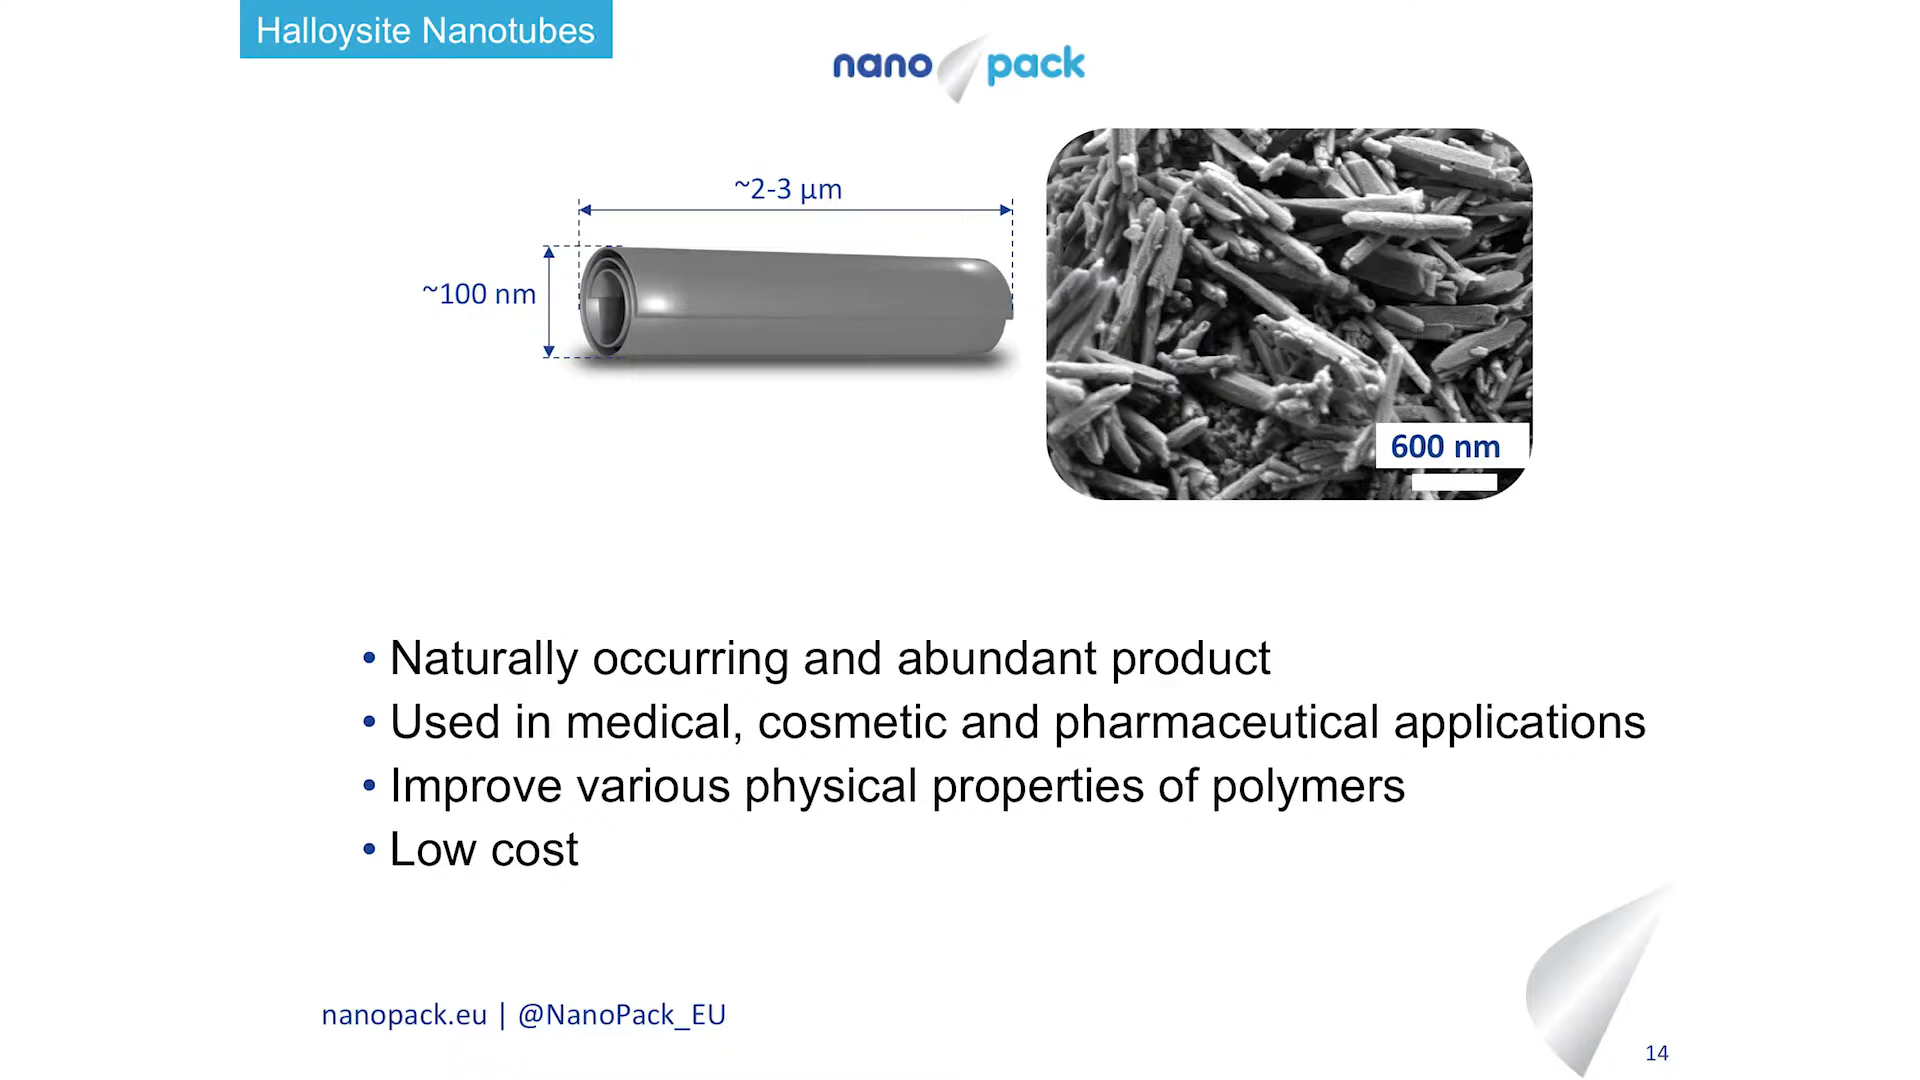 Halloysite Nanotubes
nano pack
~2-3 µm
~100 nm
600 nm
• Naturally occurring and abundant product
• Used in medical, cosmetic and pharmaceutical applications
• Improve various physical properties of polymers
• Low cost
nanopack.eu | @NanoPack_EU
14